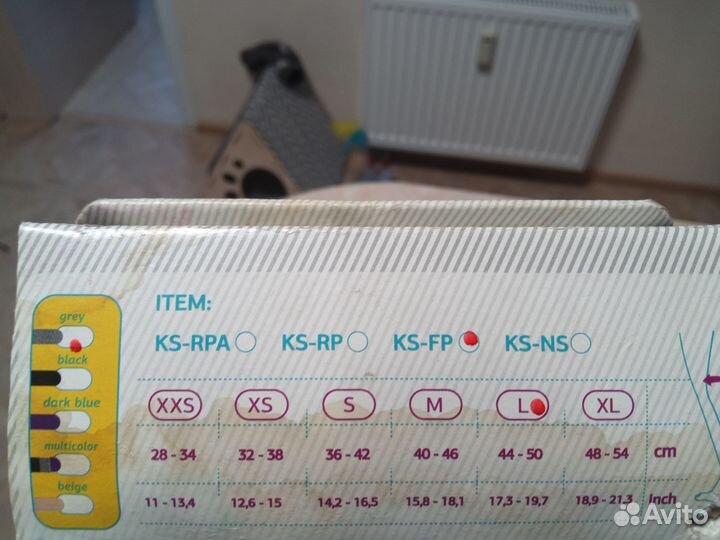 ITEM:
KS-RPA KS-RP KS-FP KS-NS
grey
black
dark blue
multicolor
beige
XXS XS S M L XL
28 - 34 32 - 38 36 - 42 40 - 46 44 - 50 48 - 54 cm
11 - 13,4 12,6 - 15 14,2 - 16,5 15,8 - 18,1 17,3 - 19,7 18,9 - 21,3 Inch
Avito